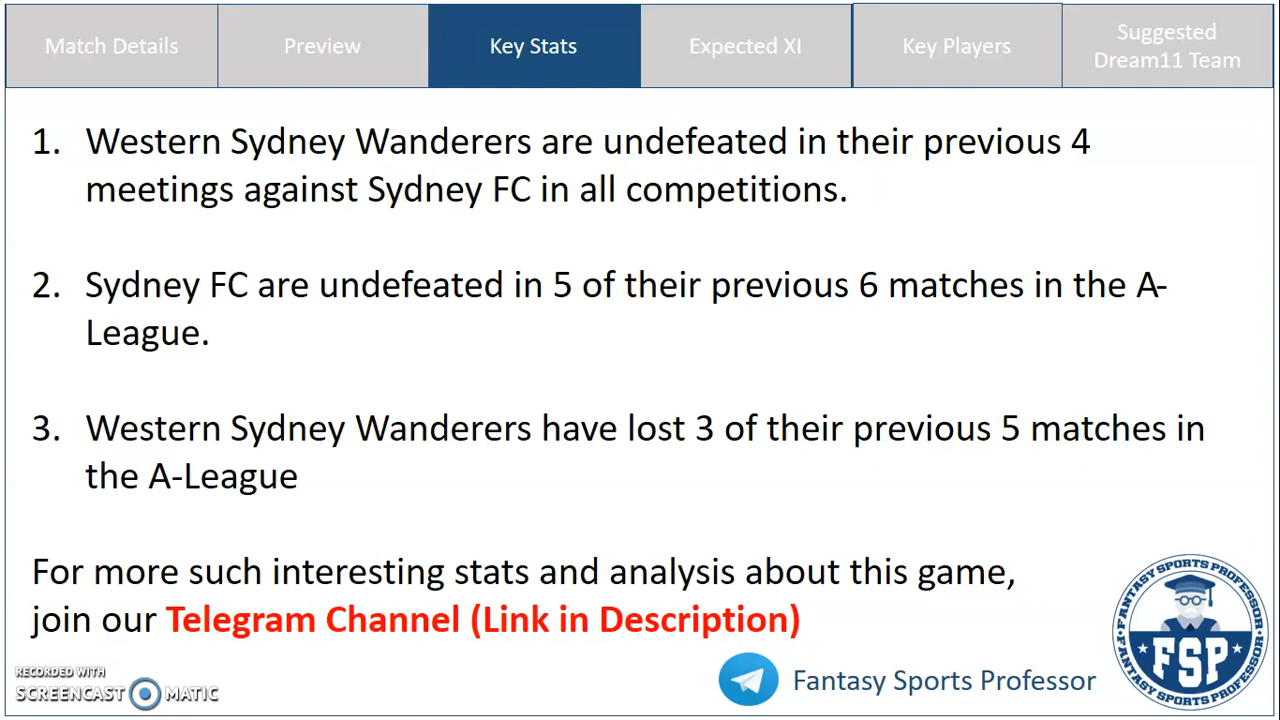 Match Details
Preview
Key Stats
Expected XI
Key Players
Suggested
Dream11 Team
1. Western Sydney Wanderers are undefeated in their previous 4
meetings against Sydney FC in all competitions.
2. Sydney FC are undefeated in 5 of their previous 6 matches in the A-
League.
3. Western Sydney Wanderers have lost 3 of their previous 5 matches in
the A-League
For more such interesting stats and analysis about this game,
join our Telegram Channel (Link in Description)
Fantasy Sports Professor
·FANTASY SPORTS PROFESSOR·
FANTASY SPORTS PROFESSOR
FSP
RECORDED WITH
SCREENCAST MATIC